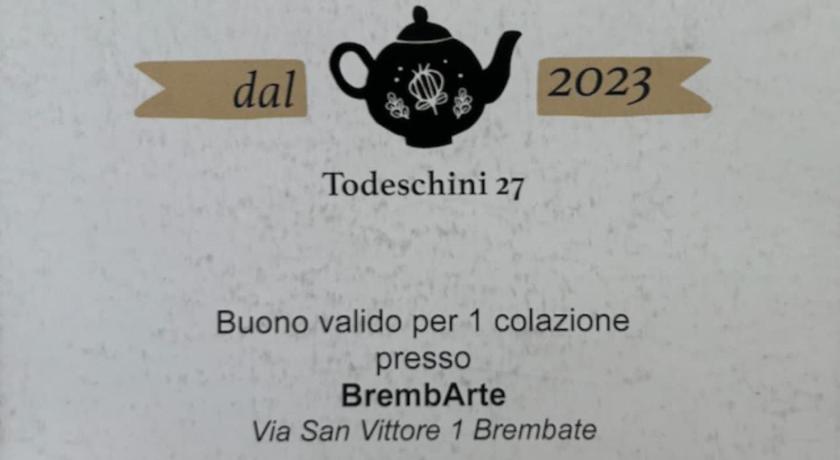 dal 2023
Todeschini 27
Buono valido per 1 colazione
presso
BrembArte
Via San Vittore 1 Brembate